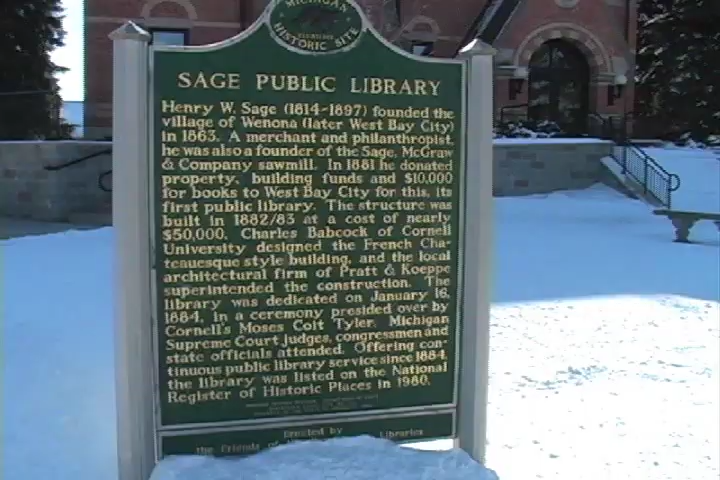 MICHIGAN
HISTORIC SITE
SAGE PUBLIC LIBRARY
Henry W. Sage (1814-1897) founded the
village of Wenona (later West Bay City)
in 1863. A merchant and philanthropist,
he was also a founder of the Sage, McGraw
& Company sawmill. In 1881 he donated
property, building funds and $10,000
for books to West Bay City for this, its
first public library. The structure was
built in 1882/83 at a cost of nearly
$50,000. Charles Babcock of Cornell
University designed the French Cha-
teauesque style building, and the local
architectural firm of Pratt & Koeppe
superintended the construction. The
library was dedicated on January 16,
1884, in a ceremony presided over by
Cornell's Moses Coit Tyler. Michigan
Supreme Court judges, congressmen and
state officials attended. Offering con-
tinuous public library service since 1884,
the library was listed on the National
Register of Historic Places in 1980.
Erected by
the Friends of Libraries